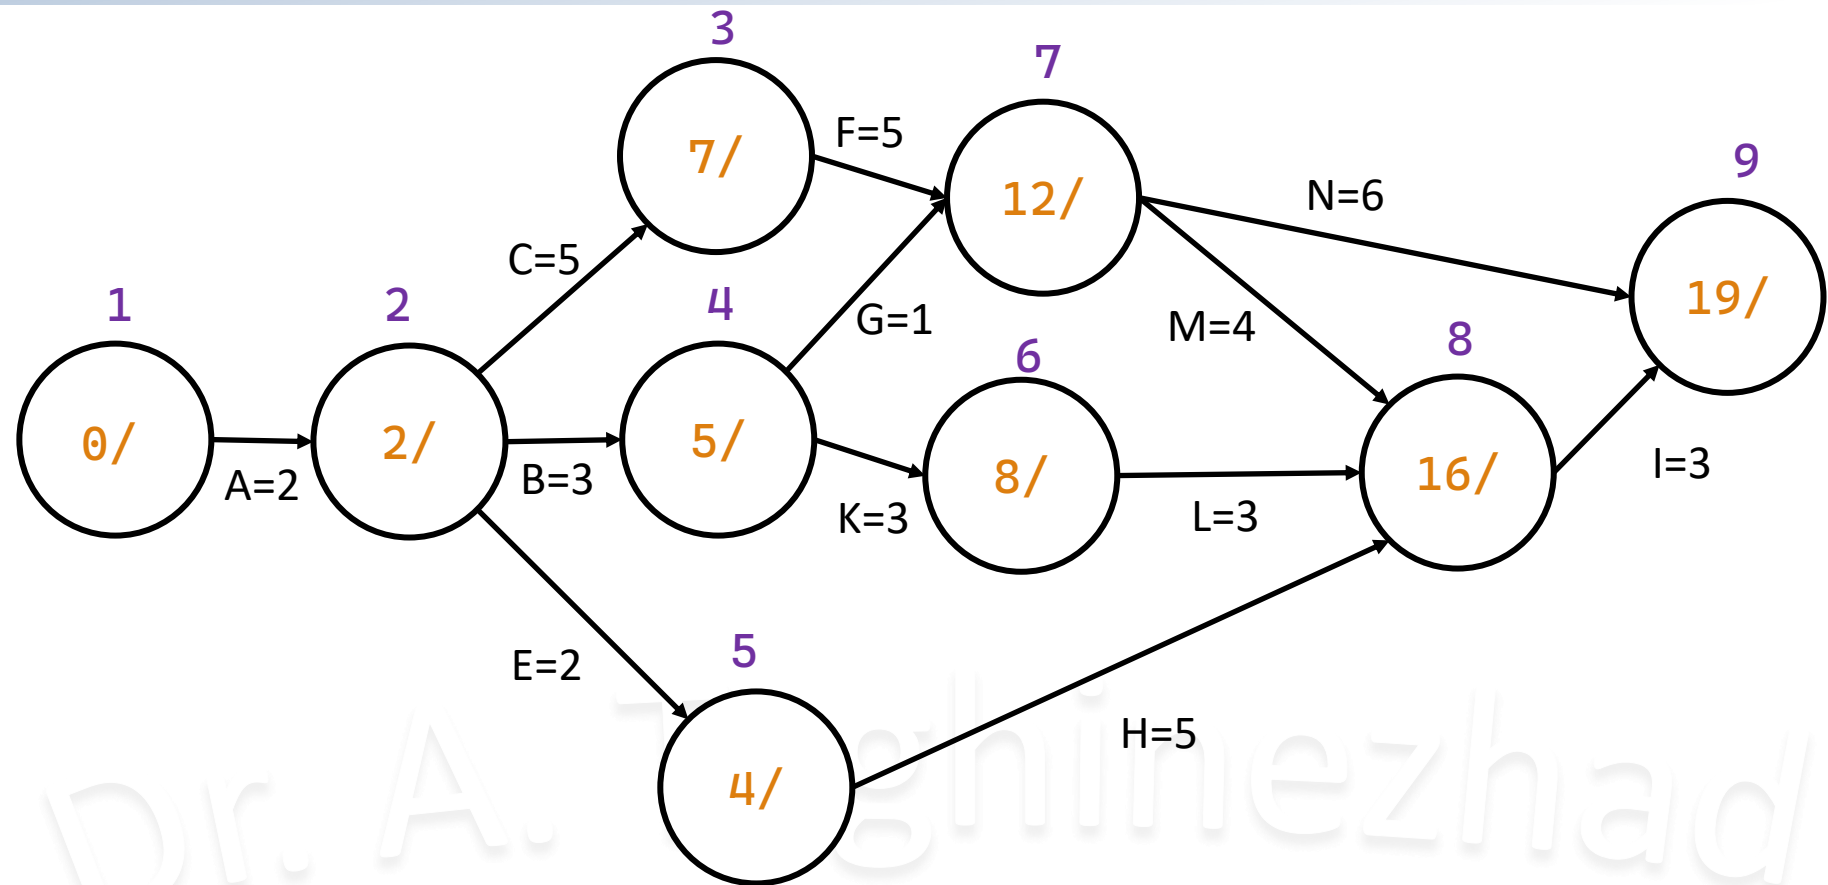 3
7
7/
F=5
12/
9
N=6
C=5
19/
1
2
4
G=1
M=4
8
6
0/
2/
5/
8/
16/
A=2
B=3
K=3
L=3
I=3
5
E=2
4/
H=5
Dr. A. Taghinezhad